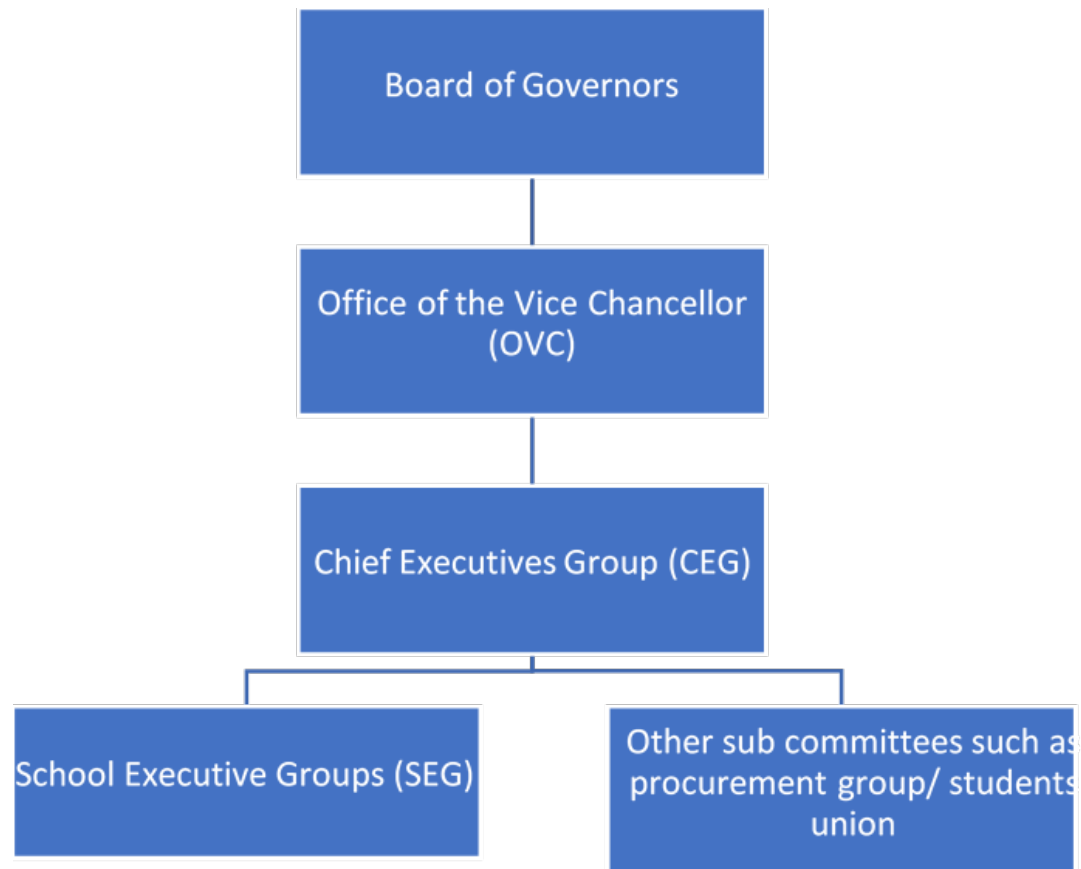 Board of Governors
Office of the Vice Chancellor
(OVC)
Chief Executives Group (CEG)
School Executive Groups (SEG)
Other sub committees such as
procurement group/ students
union